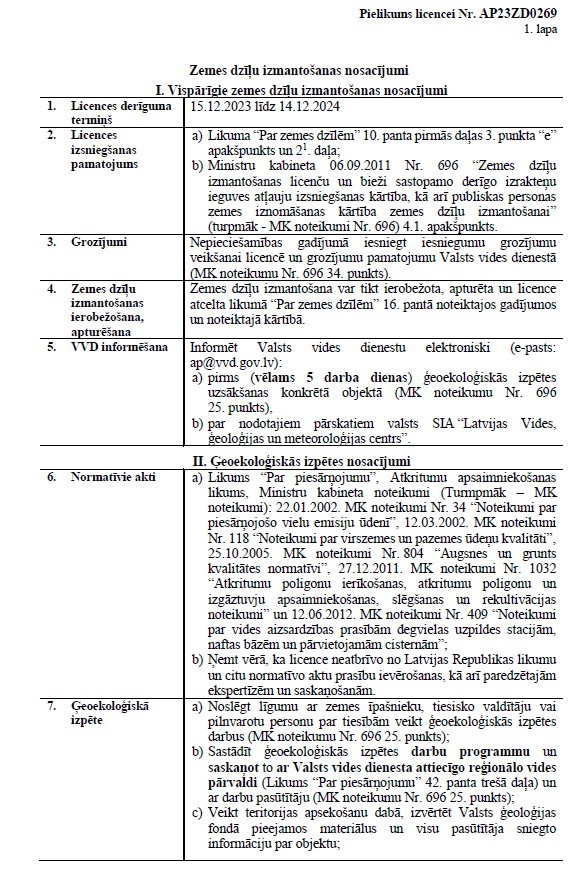 Pielikums licencei Nr. AP23ZD0269
1. lapa
Zemes dzīļu izmantošanas nosacījumi
I. Vispārīgie zemes dzīļu izmantošanas nosacījumi
1. Licences derīguma termiņš
15.12.2023 līdz 14.12.2024
2. Licences izsniegšanas pamatojums
a) Likuma “Par zemes dzīlēm” 10. panta pirmās daļas 3. punkta “e”
apakšpunkts un 2¹. daļa;
b) Ministru kabineta 06.09.2011 Nr. 696 “Zemes dzīļu
izmantošanas licenču un bieži sastopamo derīgo izrakteņu
ieguves atļauju izsniegšanas kārtība, kā arī publiskas personas
zemes iznomāšanas kārtība zemes dzīļu izmantošanai”
(turpmāk - MK noteikumi Nr. 696) 4.1. apakšpunkts.
3. Grozījumi
Nepieciešamības gadījumā iesniegt iesniegumu grozījumu
veikšanai licencē un grozījumu pamatojumu Valsts vides dienestā
(MK noteikumu Nr. 696 34. punkts).
4. Zemes dzīļu izmantošanas ierobežošana, apturēšana
Zemes dzīļu izmantošana var tikt ierobežota, apturēta un licence
atcelta likumā “Par zemes dzīlēm” 16. pantā noteiktajos gadījumos
un noteiktajā kārtībā.
5. VVD informēšana
Informēt Valsts vides dienestu elektroniski (e-pasts:
ap@vvd.gov.lv):
a) pirms (vēlams 5 darba dienas) ģeoekoloģiskās izpētes
uzsākšanas konkrētā objektā (MK noteikumu Nr. 696
25. punkts),
b) par nodotajiem pārskatiem valsts SIA “Latvijas Vides,
ģeoloģijas un meteoroloģijas centrs”.
II. Ģeoekoloģiskās izpētes nosacījumi
6. Normatīvie akti
a) Likums “Par piesārņojumu”, Atkritumu apsaimniekošanas
likums, Ministru kabineta noteikumi (Turmpmāk – MK
noteikumi): 22.01.2002. MK noteikumi Nr. 34 “Noteikumi par
piesārņojošo vielu emisiju ūdenī”, 12.03.2002. MK noteikumi
Nr. 118 “Noteikumi par virszemes un pazemes ūdeņu kvalitāti”,
25.10.2005. MK noteikumi Nr. 804 “Augsnes un grunts
kvalitātes normatīvi”, 27.12.2011. MK noteikumi Nr. 1032
“Atkritumu poligonu ierīkošanas, atkritumu poligonu un
izgāztuvju apsaimniekošanas, slēgšanas un rekultivācijas
noteikumi” un 12.06.2012. MK noteikumi Nr. 409 “Noteikumi
par vides aizsardzības prasībām degvielas uzpildes stacijām,
naftas bāzēm un pārvietojamām cisternām”;
b) Ņemt vērā, ka licence neatbrīvo no Latvijas Republikas likumu
un citu normatīvo aktu prasību ievērošanas, kā arī paredzētajām
ekspertīzēm un saskaņošanām.
7. Ģeoekoloģiskā izpēte
a) Noslēgt līgumu ar zemes īpašnieku, tiesisko valdītāju vai
pilnvarotu personu par tiesībām veikt ģeoekoloģiskās izpētes
darbus (MK noteikumu Nr. 696 25. punkts);
b) Sastādīt ģeoekoloģiskās izpētes darbu programmu un
saskaņot to ar Valsts vides dienesta attiecīgo reģionālo vides
pārvaldi (Likums “Par piesārņojumu” 42. panta trešā daļa) un
ar darbu pasūtītāju (MK noteikumu Nr. 696 25. punkts);
c) Veikt teritorijas apsekošanu dabā, izvērtēt Valsts ģeoloģijas
fondā pieejamos materiālus un visu pasūtītāja sniegto
informāciju par objektu;